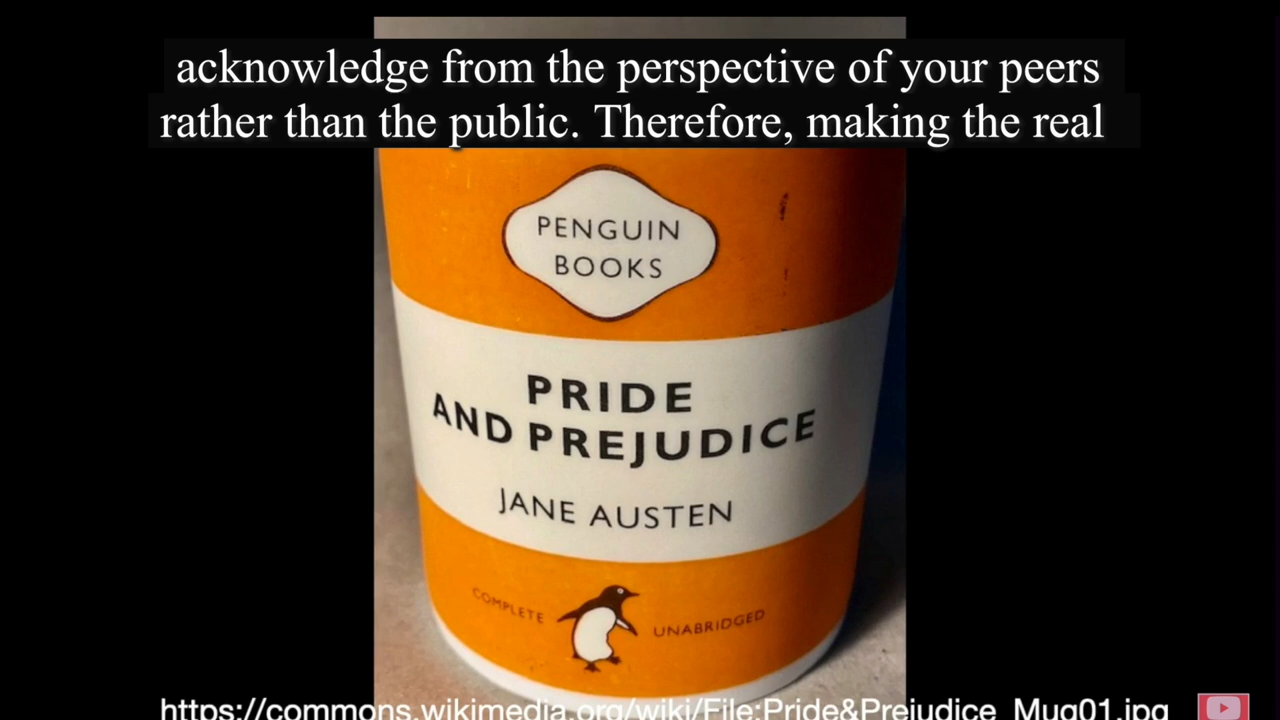 acknowledge from the perspective of your peers
rather than the public. Therefore, making the real
PENGUIN
BOOKS
PRIDE
AND PREJUDICE
JANE AUSTEN
COMPLETE UNABRIDGED
https://commons.wikimedia.org/wiki/File:Pride&Prejudice_Mug01.jpg